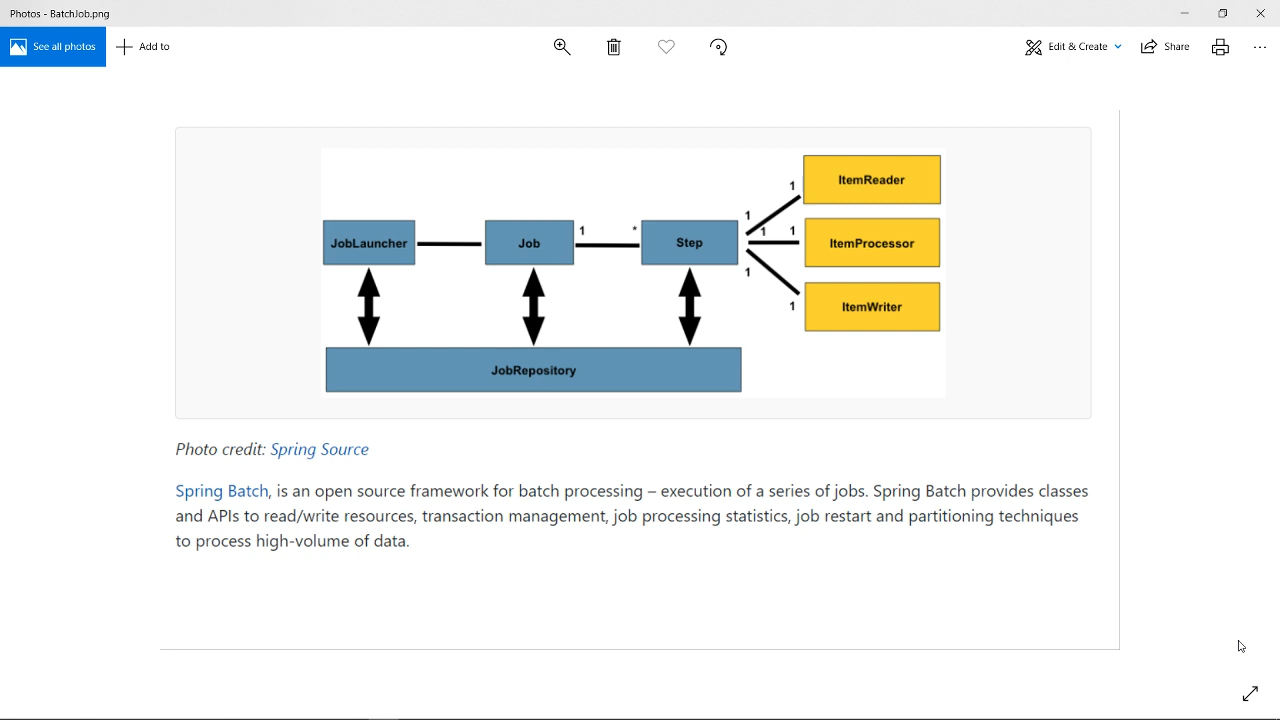 Photos - BatchJob.png
See all photos
Add to
Edit & Create
Share
ItemReader
1
1
JobLauncher
Job
1
*
Step
1
1
ItemProcessor
1
1
ItemWriter
JobRepository
Photo credit: Spring Source
Spring Batch, is an open source framework for batch processing – execution of a series of jobs. Spring Batch provides classes
and APIs to read/write resources, transaction management, job processing statistics, job restart and partitioning techniques
to process high-volume of data.